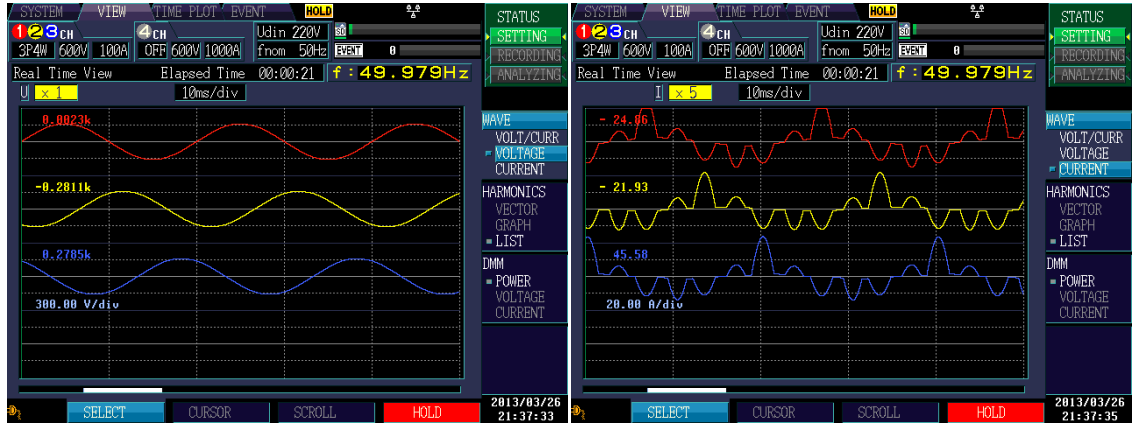 SYSTEM VIEW TIME PLOT EVENT HOLD STATUS
123CH 4CH Udin 220V SD SETTING
3P4W 600V 100A OFF 600V 1000A fnom 50Hz EVENT 0 RECORDING
Real Time View Elapsed Time 00:00:21 f:49.979Hz ANALYZING
U ×1 10ms/div
0.0023k
-0.2811k
0.2785k
300.00 V/div
WAVE
VOLT/CURR
VOLTAGE
CURRENT
HARMONICS
VECTOR
GRAPH
LIST
DMM
POWER
VOLTAGE
CURRENT
SELECT CURSOR SCROLL HOLD
2013/03/26
21:37:33
SYSTEM VIEW TIME PLOT EVENT HOLD STATUS
123CH 4CH Udin 220V SD SETTING
3P4W 600V 100A OFF 600V 1000A fnom 50Hz EVENT 0 RECORDING
Real Time View Elapsed Time 00:00:21 f:49.979Hz ANALYZING
I ×5 10ms/div
- 24.66
- 21.93
45.58
20.00 A/div
WAVE
VOLT/CURR
VOLTAGE
CURRENT
HARMONICS
VECTOR
GRAPH
LIST
DMM
POWER
VOLTAGE
CURRENT
SELECT CURSOR SCROLL HOLD
2013/03/26
21:37:35